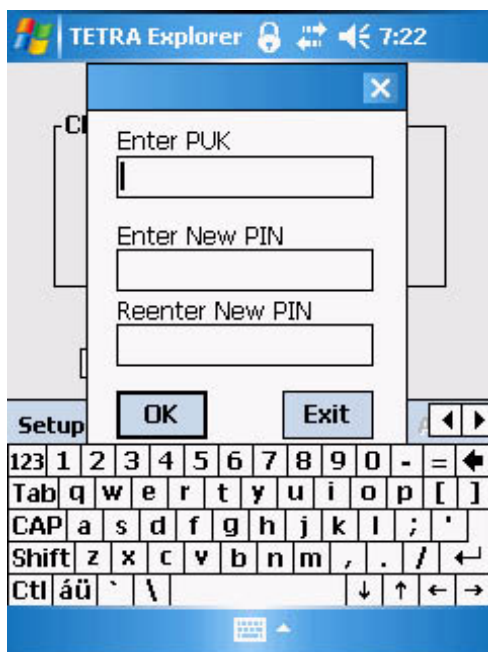 TETRA Explorer 7:22
Enter PUK
Enter New PIN
Reenter New PIN
OK Exit
Setup
123 1 2 3 4 5 6 7 8 9 0 - =
Tab q w e r t y u i o p [ ]
CAP a s d f g h j k l ; '
Shift z x c v b n m , . /
Ctl áü ` \ ↓ ↑ ← →